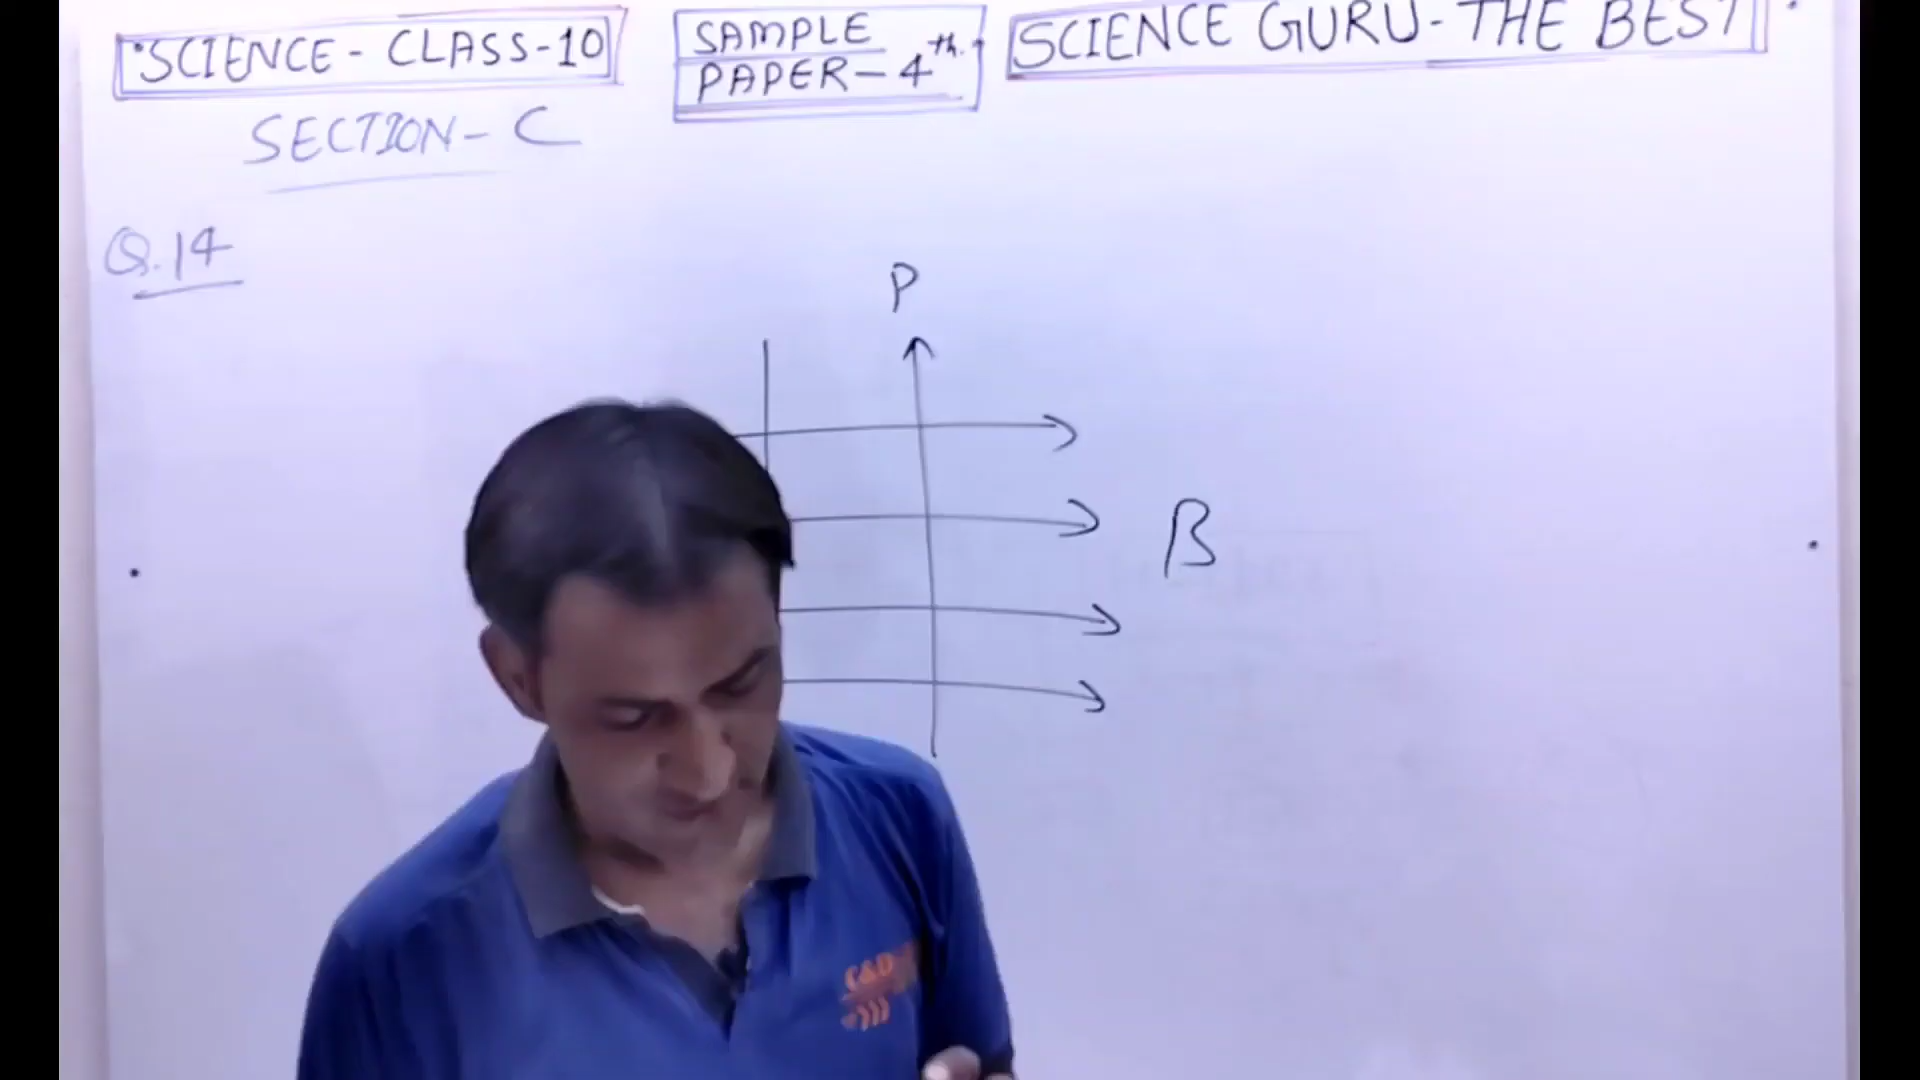 SCIENCE - CLASS-10
SAMPLE
PAPER - 4th.
SCIENCE GURU - THE BEST
SECTION - C
Q.14
P
B